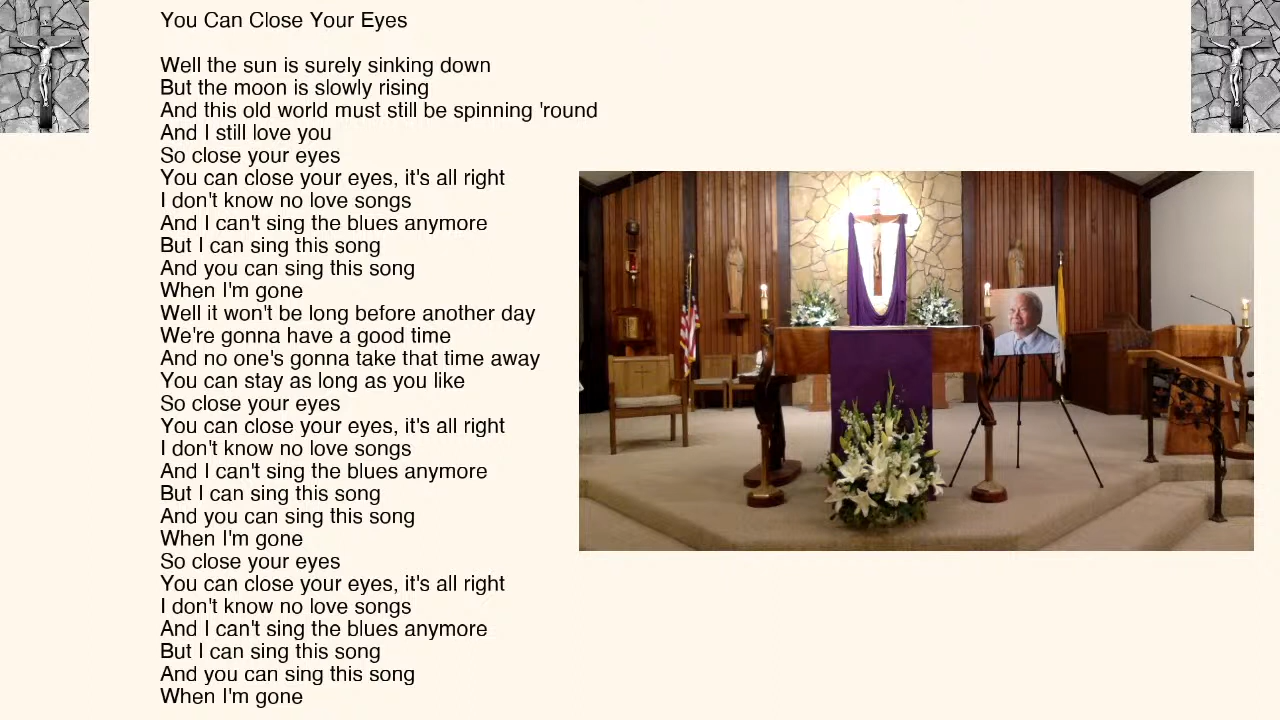 You Can Close Your Eyes
Well the sun is surely sinking down
But the moon is slowly rising
And this old world must still be spinning 'round
And I still love you
So close your eyes
You can close your eyes, it's all right
I don't know no love songs
And I can't sing the blues anymore
But I can sing this song
And you can sing this song
When I'm gone
Well it won't be long before another day
We're gonna have a good time
And no one's gonna take that time away
You can stay as long as you like
So close your eyes
You can close your eyes, it's all right
I don't know no love songs
And I can't sing the blues anymore
But I can sing this song
And you can sing this song
When I'm gone
So close your eyes
You can close your eyes, it's all right
I don't know no love songs
And I can't sing the blues anymore
But I can sing this song
And you can sing this song
When I'm gone